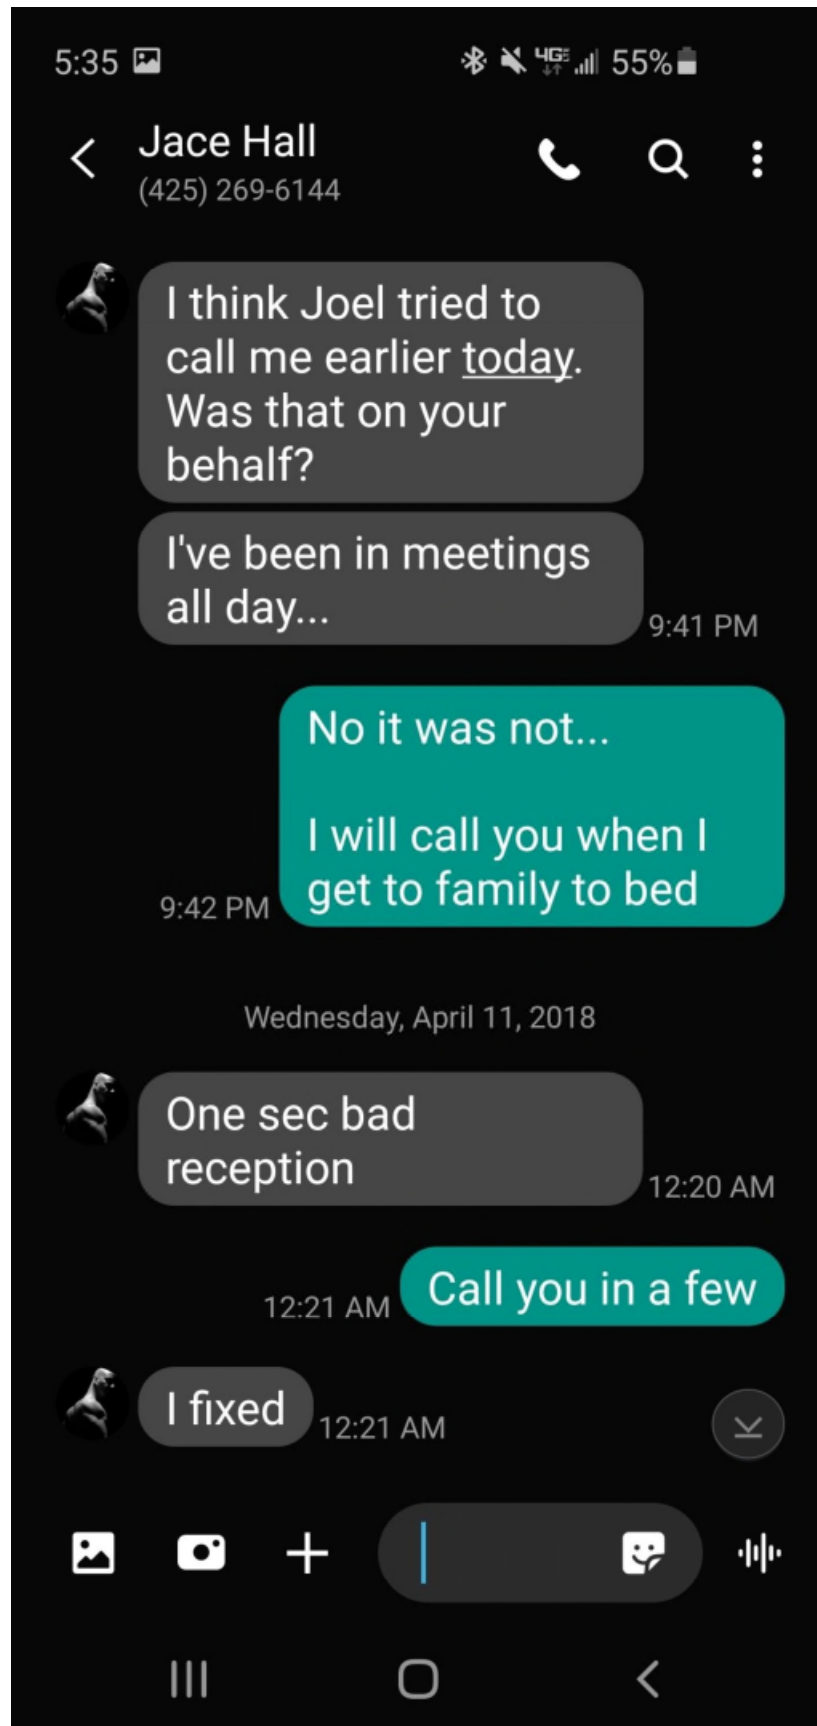 5:35 55%
Jace Hall
(425) 269-6144
I think Joel tried to
call me earlier today.
Was that on your
behalf?
I've been in meetings
all day...
9:41 PM
No it was not...
I will call you when I
get to family to bed
9:42 PM
Wednesday, April 11, 2018
One sec bad
reception
12:20 AM
Call you in a few
12:21 AM
I fixed
12:21 AM